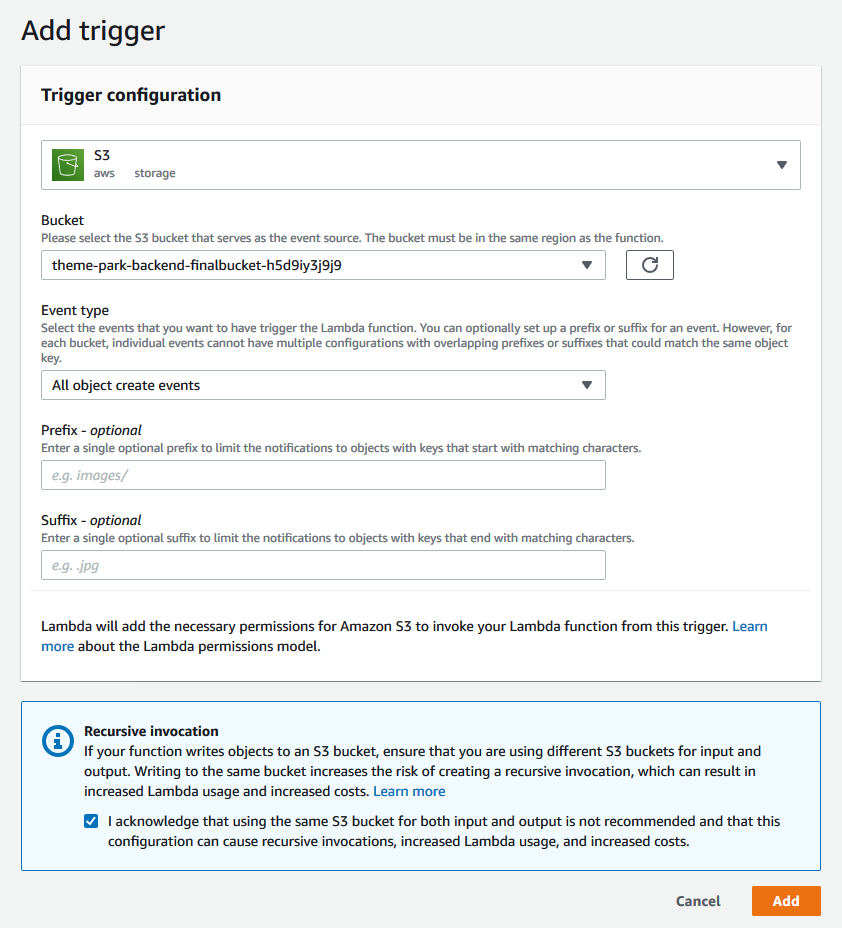 Add trigger
Trigger configuration
S3
aws storage
Bucket
Please select the S3 bucket that serves as the event source. The bucket must be in the same region as the function.
theme-park-backend-finalbucket-h5d9iy3j9j9
Event type
Select the events that you want to have trigger the Lambda function. You can optionally set up a prefix or suffix for an event. However, for
each bucket, individual events cannot have multiple configurations with overlapping prefixes or suffixes that could match the same object
key.
All object create events
Prefix - optional
Enter a single optional prefix to limit the notifications to objects with keys that start with matching characters.
e.g. images/
Suffix - optional
Enter a single optional suffix to limit the notifications to objects with keys that end with matching characters.
e.g. .jpg
Lambda will add the necessary permissions for Amazon S3 to invoke your Lambda function from this trigger. Learn
more about the Lambda permissions model.
Recursive invocation
If your function writes objects to an S3 bucket, ensure that you are using different S3 buckets for input and
output. Writing to the same bucket increases the risk of creating a recursive invocation, which can result in
increased Lambda usage and increased costs. Learn more
I acknowledge that using the same S3 bucket for both input and output is not recommended and that this
configuration can cause recursive invocations, increased Lambda usage, and increased costs.
Cancel Add